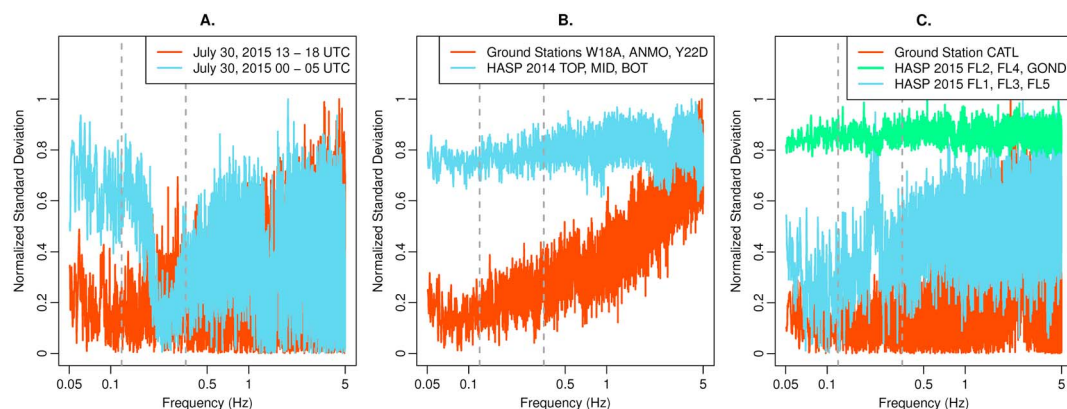 A.
July 30, 2015 13 − 18 UTC
July 30, 2015 00 − 05 UTC
Normalized Standard Deviation
1
0.8
0.6
0.4
0.2
0
0.05 0.1 0.5 1 5
Frequency (Hz)
B.
Ground Stations W18A, ANMO, Y22D
HASP 2014 TOP, MID, BOT
Normalized Standard Deviation
1
0.8
0.6
0.4
0.2
0
0.05 0.1 0.5 1 5
Frequency (Hz)
C.
Ground Station CATL
HASP 2015 FL2, FL4, GOND
HASP 2015 FL1, FL3, FL5
Normalized Standard Deviation
1
0.8
0.6
0.4
0.2
0
0.05 0.1 0.5 1 5
Frequency (Hz)